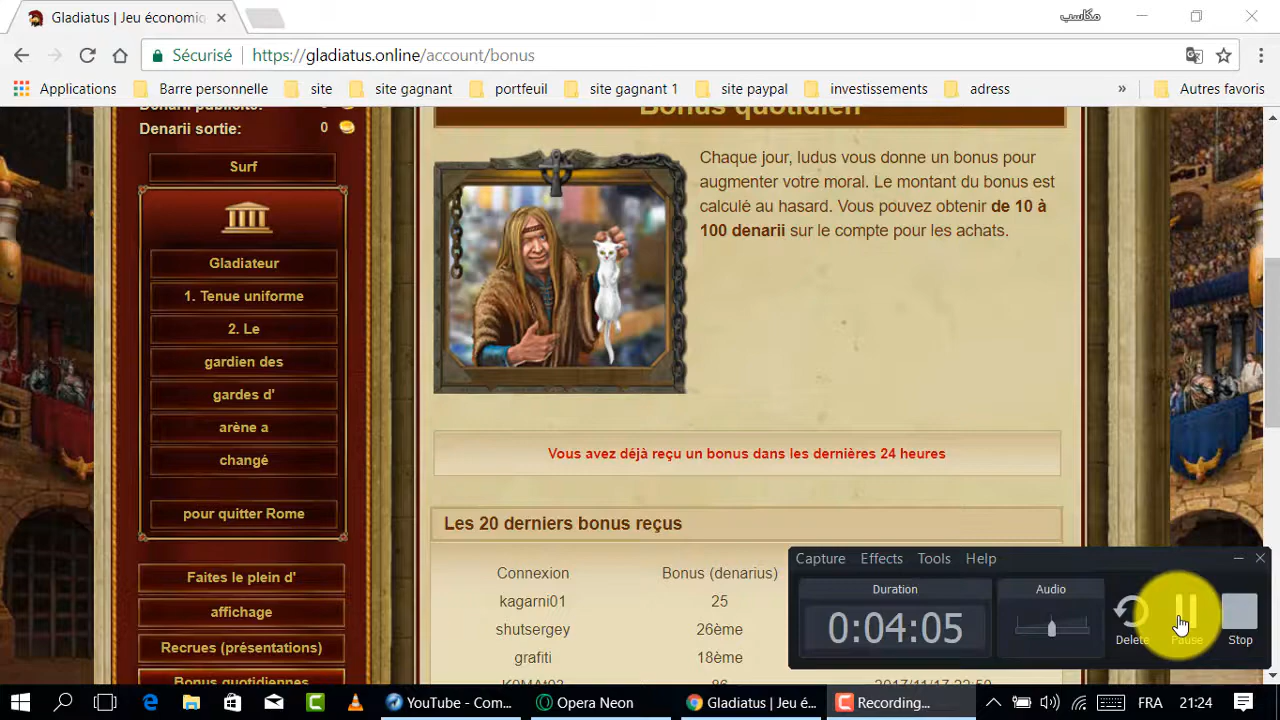 Gladiatus | Jeu économiq
مكاسب
Sécurisé
https://gladiatus.online/account/bonus
Applications
Barre personnelle
site
site gagnant
portfeuil
site gagnant 1
site paypal
investissements
adress
»
Autres favoris
Denarii publicité:
Denarii sortie: 0
Surf
Gladiateur
1. Tenue uniforme
2. Le
gardien des
gardes d'
arène a
changé
pour quitter Rome
Faites le plein d'
affichage
Recrues (présentations)
Bonus quotidiennes
Bonus quotidien
Chaque jour, ludus vous donne un bonus pour
augmenter votre moral. Le montant du bonus est
calculé au hasard. Vous pouvez obtenir de 10 à
100 denarii sur le compte pour les achats.
Vous avez déjà reçu un bonus dans les dernières 24 heures
Les 20 derniers bonus reçus
Connexion Bonus (denarius)
kagarni01 25
shutsergey 26ème
grafiti 18ème
Capture Effects Tools Help
Duration
0:04:05
Audio
Delete
Pause
Stop
YouTube - Com...
Opera Neon
Gladiatus | Jeu é...
Recording...
FRA
21:24